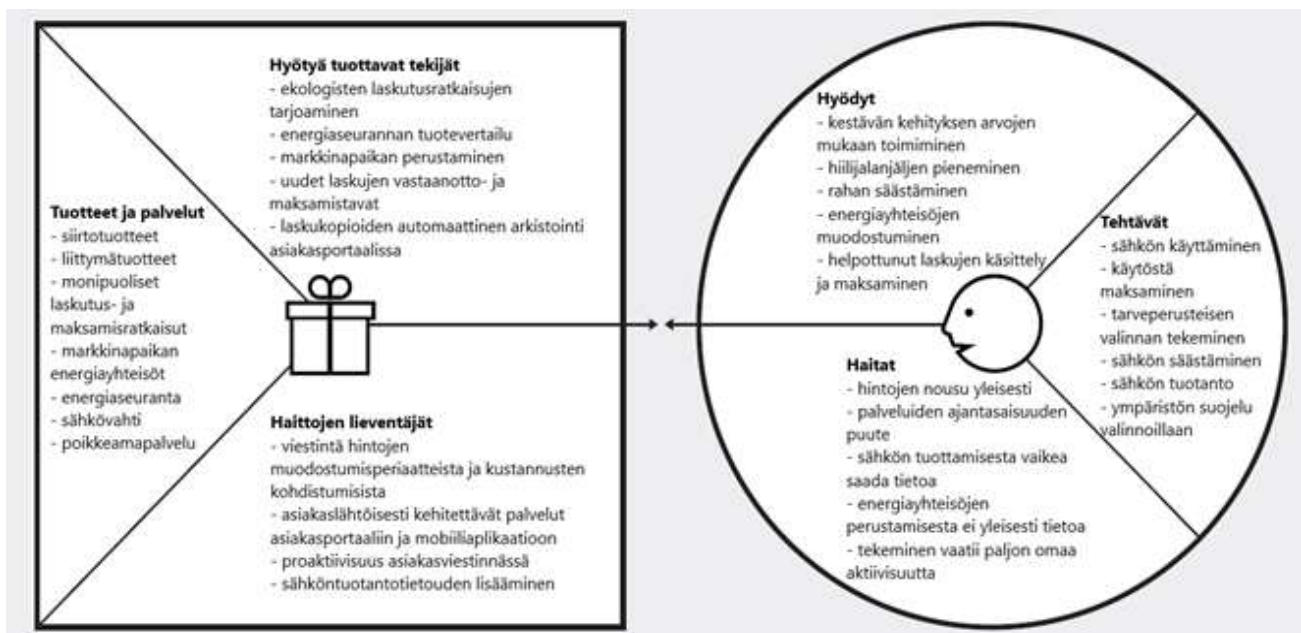 Hyötyä tuottavat tekijät
- ekologisten laskutusratkaisujen
tarjoaminen
- energiaseurannan tuotevertailu
- markkinapaikan perustaminen
- uudet laskujen vastaanotto- ja
maksamistavat
- laskukopioiden automaattinen arkistointi
asiakasportaalissa
Tuotteet ja palvelut
- siirtotuotteet
- liittymätuotteet
- monipuoliset
laskutus- ja
maksamisratkaisut
- markkinapaikan
energiayhteisöt
- energiaseuranta
- sähkövahti
- poikkeamapalvelu
Haittojen lieventäjät
- viestintä hintojen
muodostumisperiaatteista ja kustannusten
kohdistumisista
- asiakaslähtöisesti kehitettävät palvelut
asiakasportaaliin ja mobiiliaplikaatioon
- proaktiivisuus asiakasviestinnässä
- sähköntuotantotietouden lisääminen
Hyödyt
- kestävän kehityksen arvojen
mukaan toimiminen
- hiilijalanjäljen pieneminen
- rahan säästäminen
- energiayhteisöjen
muodostuminen
- helpottunut laskujen käsittely
ja maksaminen
Tehtävät
- sähkön käyttäminen
- käytöstä
maksaminen
- tarveperusteisen
valinnan tekeminen
- sähkön säästäminen
- sähkön tuotanto
- ympäristön suojelu
valinnoillaan
Haitat
- hintojen nousu yleisesti
- palveluiden ajantasaisuuden
puute
- sähkön tuottamisesta vaikea
saada tietoa
- energiayhteisöjen
perustamisesta ei yleisesti tietoa
- tekeminen vaatii paljon omaa
aktiivisuutta